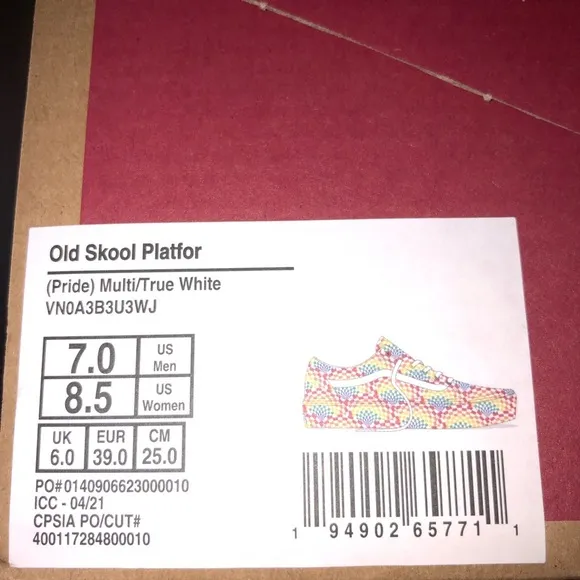 Old Skool Platfor
(Pride) Multi/True White
VN0A3B3U3WJ
7.0 US Men
8.5 US Women
UK 6.0 EUR 39.0 CM 25.0
PO#0140906623000010
ICC - 04/21
CPSIA PO/CUT#
400117284800010
1 94902 65771 1